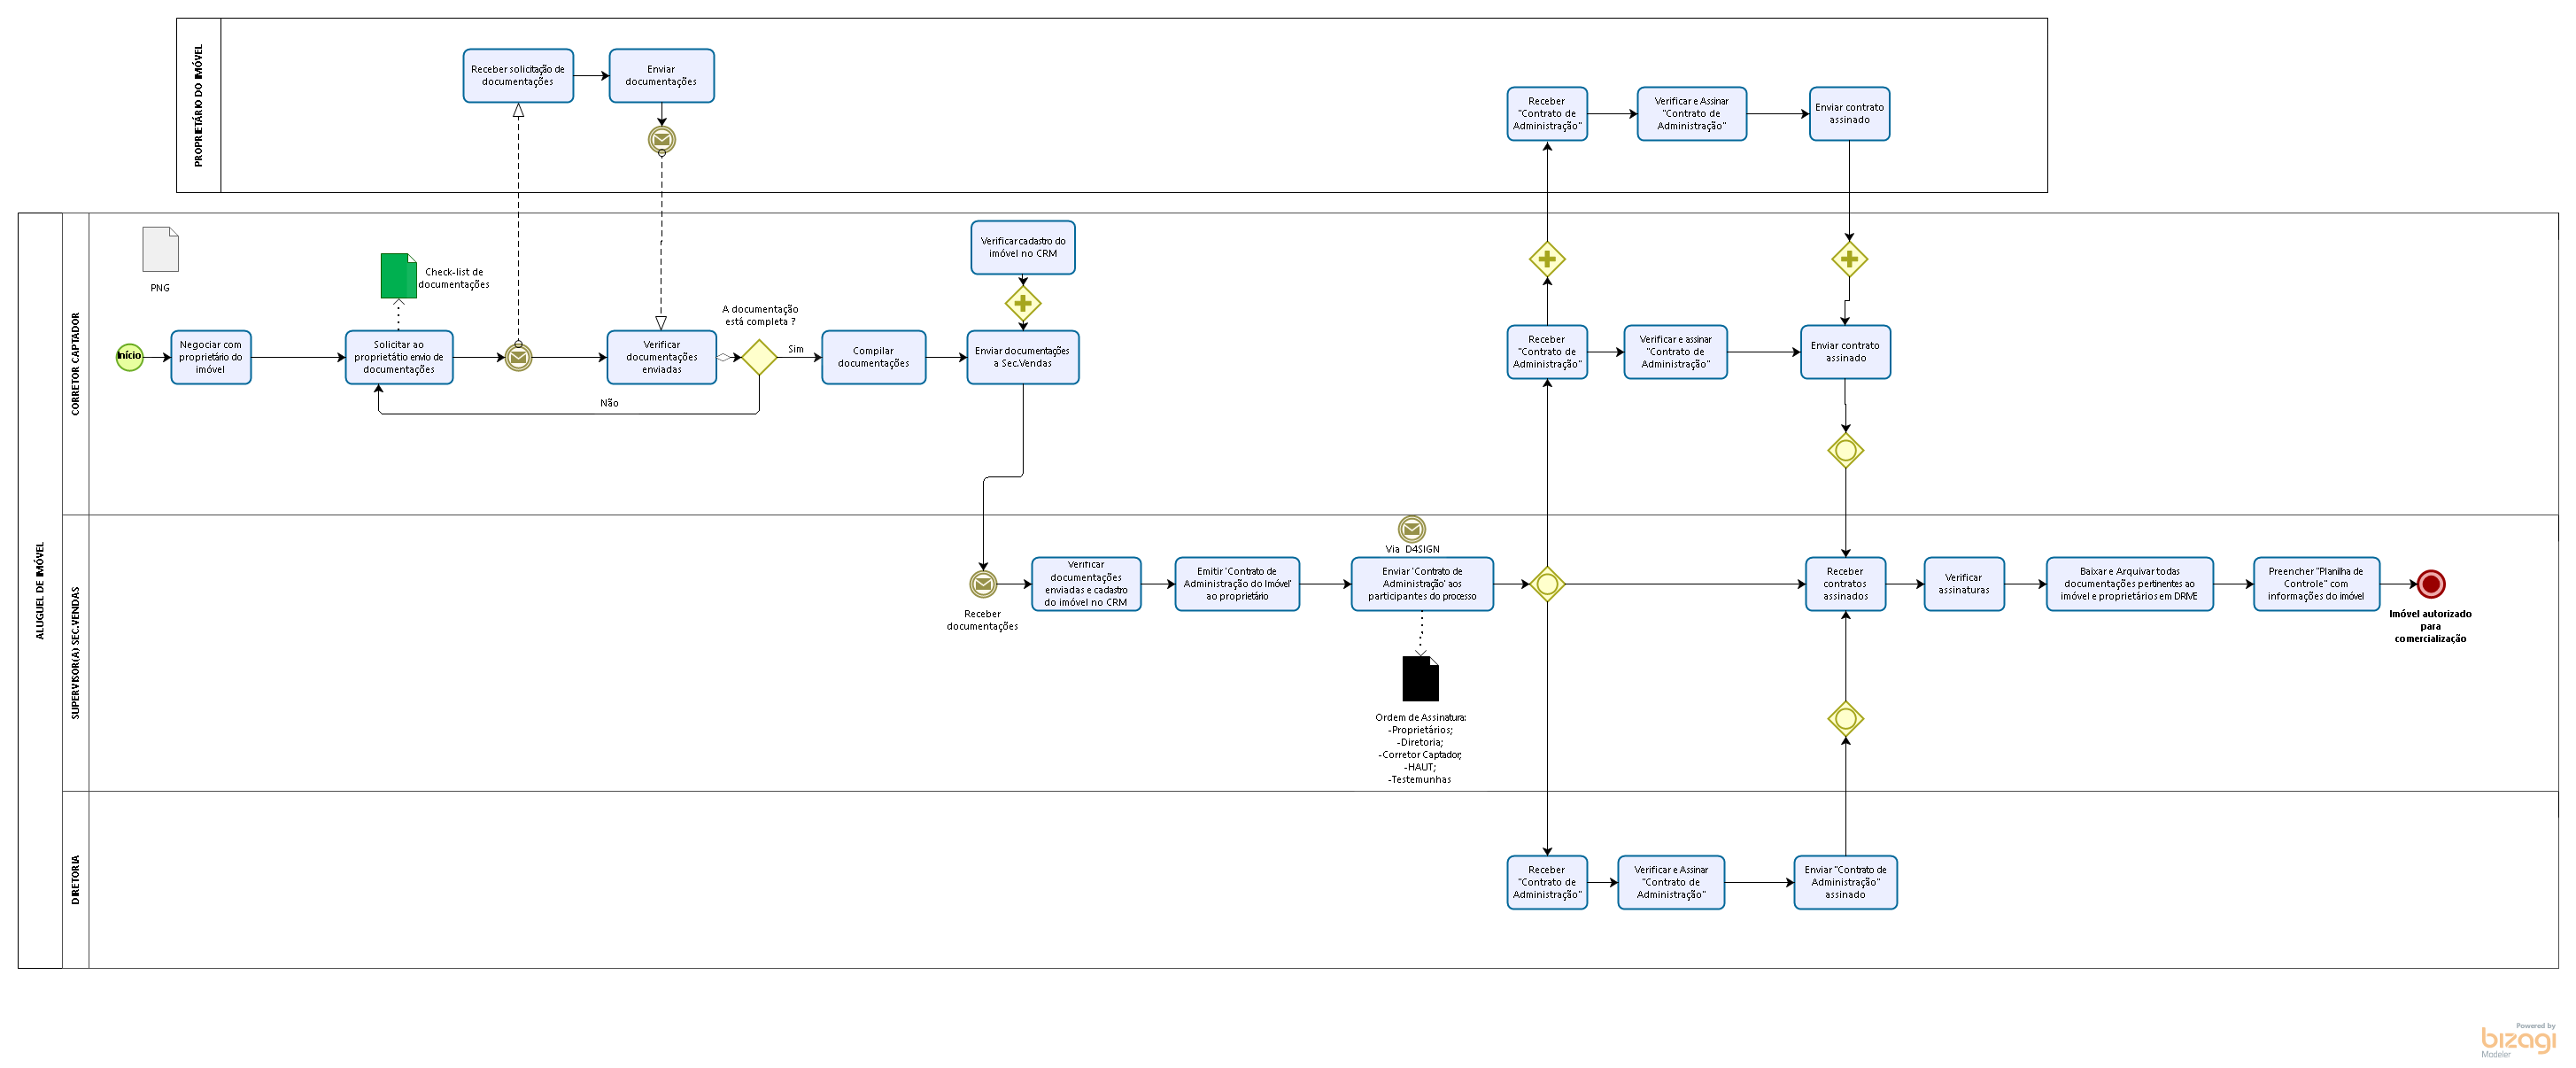 PROPRIETÁRIO DO IMÓVEL
Receber solicitação de
documentações
Enviar
documentações
Receber
"Contrato de
Administração"
Verificar e Assinar
"Contrato de
Administração"
Enviar contrato
assinado
ALUGUEL DE IMÓVEL
CORRETOR CAPTADOR
PNG
Check-list de
documentações
Início
Negociar com
proprietário do
imóvel
Solicitar ao
proprietátio envio de
documentações
Verificar
documentações
enviadas
A documentação
está completa ?
Sim
Não
Compilar
documentações
Verificar cadastro do
imóvel no CRM
Enviar documentações
a Sec.Vendas
Receber
"Contrato de
Administração"
Verificar e assinar
"Contrato de
Administração"
Enviar contrato
assinado
SUPERVISOR(A) SEC.VENDAS
Receber
documentações
Verificar
documentações
enviadas e cadastro
do imóvel no CRM
Emitir 'Contrato de
Administração do Imóvel'
ao proprietário
Via D4SIGN
Enviar 'Contrato de
Administração' aos
participantes do processo
Ordem de Assinatura:
-Proprietários;
-Diretoria;
-Corretor Captador;
-HAUT;
-Testemunhas
Receber
contratos
assinados
Verificar
assinaturas
Baixar e Arquivar todas
documentações pertinentes ao
imóvel e proprietários em DRIVE
Preencher "Planilha de
Controle" com
informações do imóvel
Imóvel autorizado
para
comercialização
DIRETORIA
Receber
"Contrato de
Administração"
Verificar e Assinar
"Contrato de
Administração"
Enviar "Contrato de
Administração"
assinado
Powered by
bizagi
Modeler